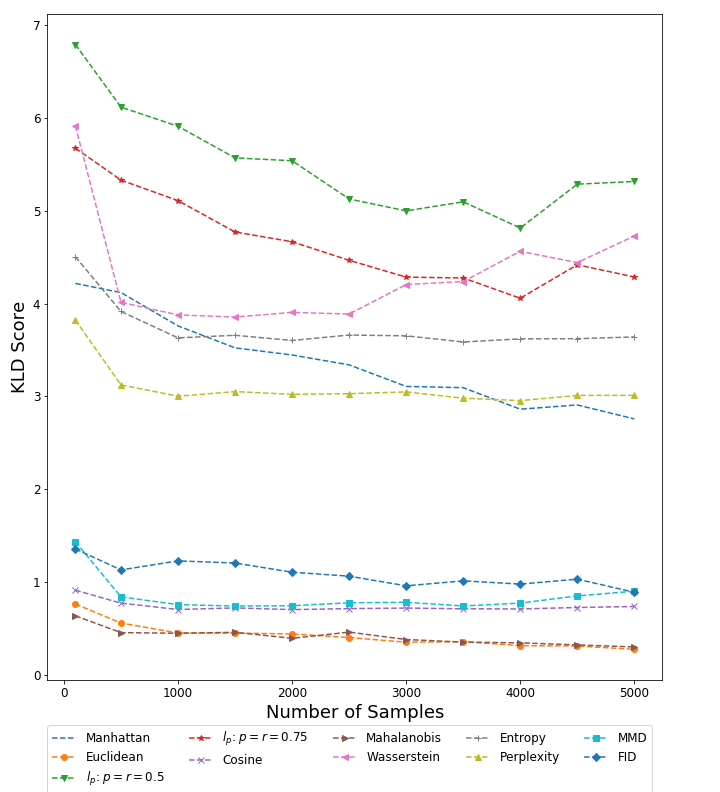 7
6
5
4
3
2
1
0
KLD Score
0 1000 2000 3000 4000 5000
Number of Samples
Manhattan
Euclidean
l_p: p = r = 0.5
l_p: p = r = 0.75
Cosine
Mahalanobis
Wasserstein
Entropy
Perplexity
MMD
FID